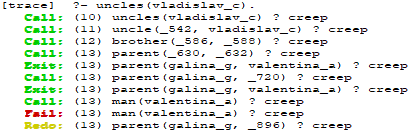 [trace]  ?- uncles(vladislav_c).
Call: (10) uncles(vladislav_c) ? creep
Call: (11) uncle(_542, vladislav_c) ? creep
Call: (12) brother(_586, _588) ? creep
Call: (13) parent(_630, _632) ? creep
Exit: (13) parent(galina_g, valentina_a) ? creep
Call: (13) parent(galina_g, _720) ? creep
Exit: (13) parent(galina_g, valentina_a) ? creep
Call: (13) man(valentina_a) ? creep
Fail: (13) man(valentina_a) ? creep
Redo: (13) parent(galina_g, _896) ? creep